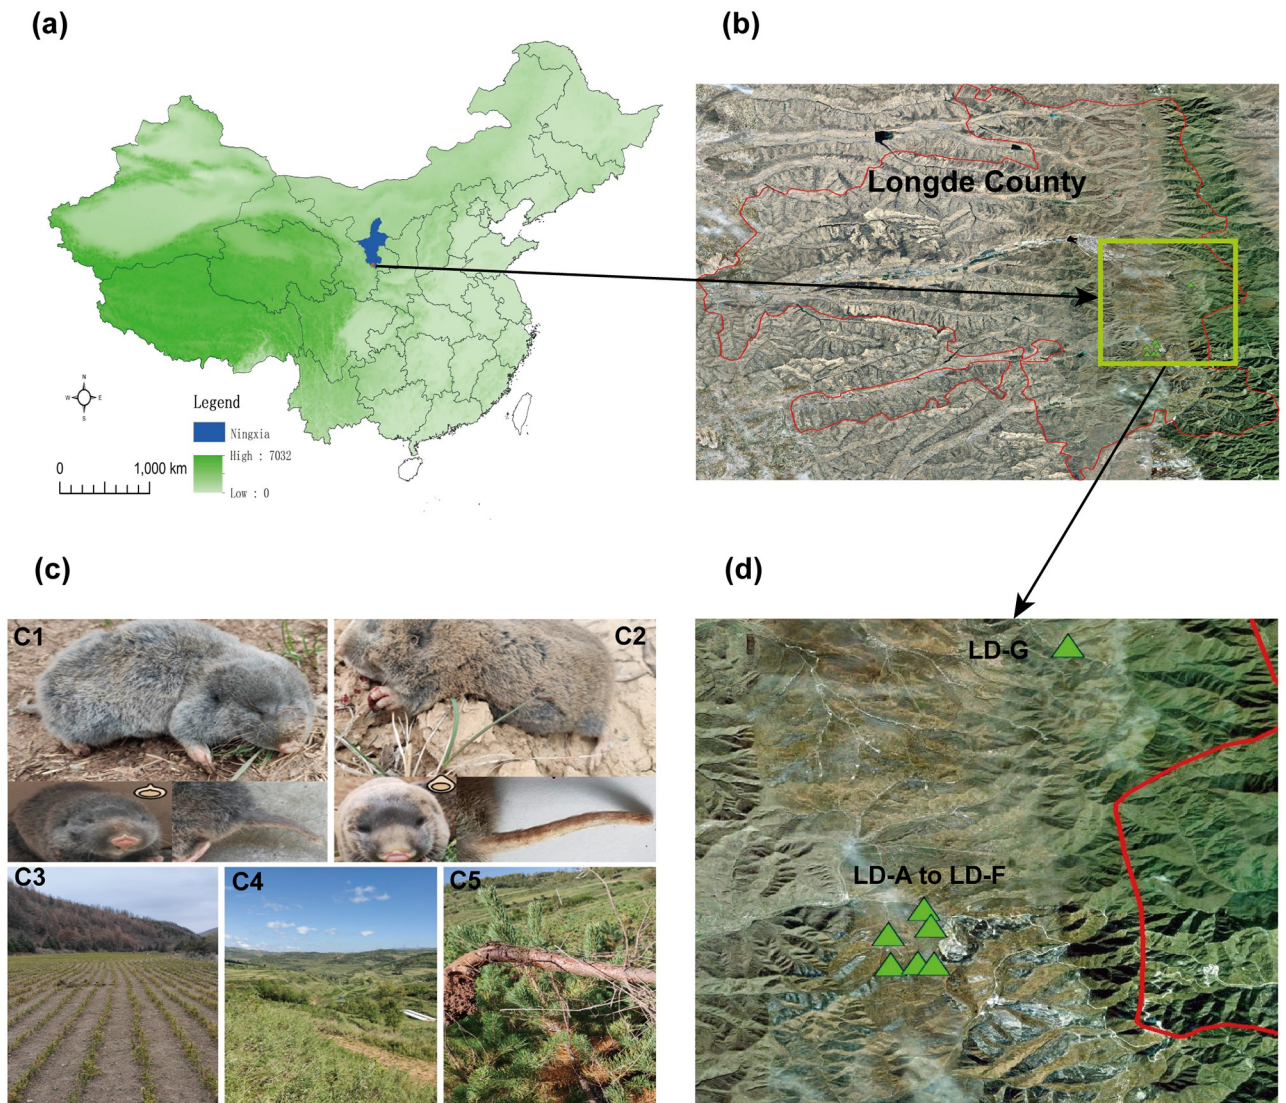 (a)
N
W
E
S
Legend
Ningxia
High : 7032
Low : 0
0
1,000 km
(b)
Longde County
(c)
C1
C2
C3
C4
C5
(d)
LD-G
LD-A to LD-F